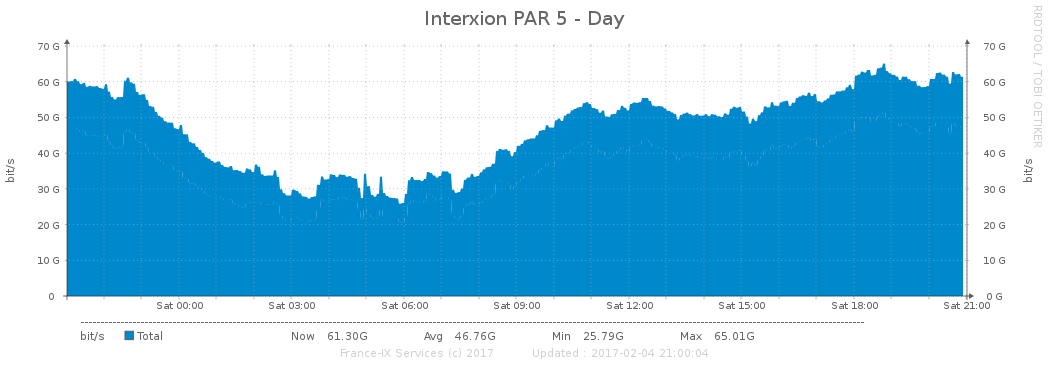 Interxion PAR 5 - Day
RRDTOOL / TOBI OETIKER
70 G 70 G
60 G 60 G
50 G 50 G
40 G 40 G
30 G 30 G
20 G 20 G
10 G 10 G
0 0 G
bit/s
bit/s
Sat 00:00 Sat 03:00 Sat 06:00 Sat 09:00 Sat 12:00 Sat 15:00 Sat 18:00 Sat 21:00
bit/s Total Now 61.30G Avg 46.76G Min 25.79G Max 65.01G
France-IX Services (c) 2017 Updated : 2017-02-04 21:00:04